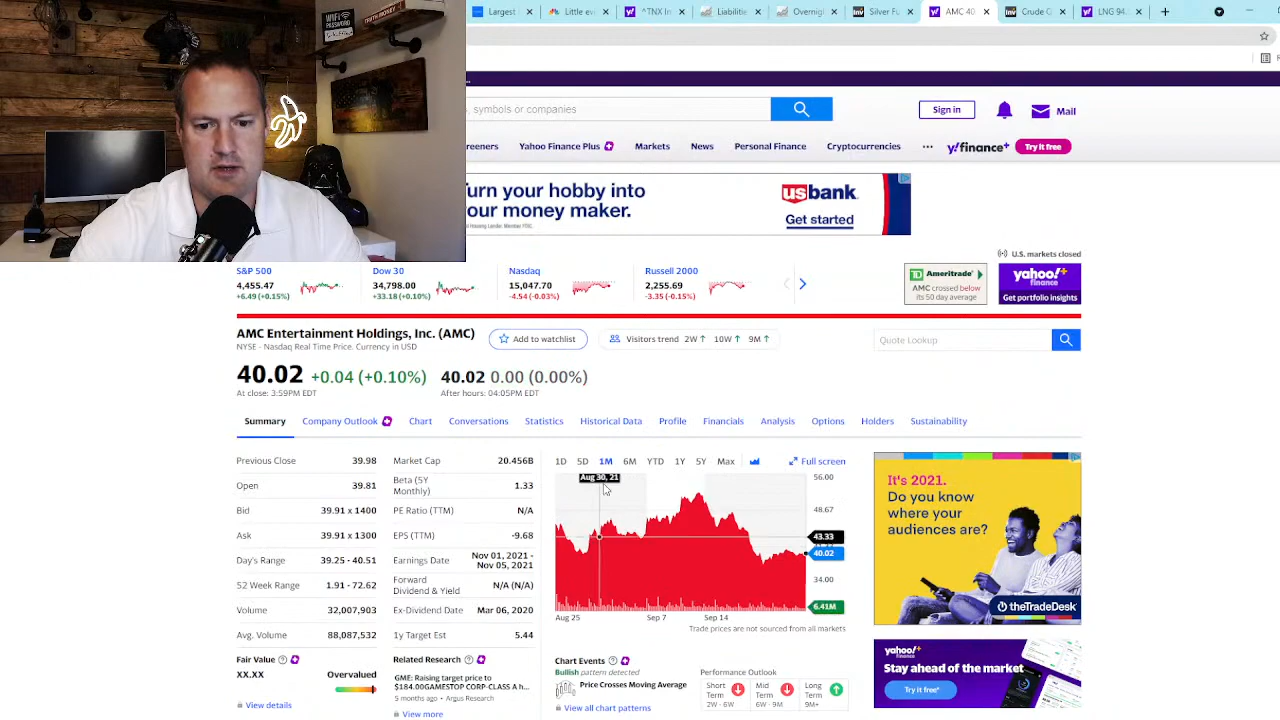 WIFI
PASSWORD
TRUTH MONEY
Largest
Little evi
^TNX In
Liabilitie
Overnigl
Silver Fu
AMC 40
Crude O
LNG 94.
symbols or companies
Sign in
Mail
reeners
Yahoo Finance Plus
Markets
News
Personal Finance
Cryptocurrencies
...
y!finance+
Try it free
Turn your hobby into
your money maker.
usbank
Get started
U.S. markets closed
S&P 500
4,455.47
+6.49 (+0.15%)
Dow 30
34,798.00
+33.18 (+0.10%)
Nasdaq
15,047.70
-4.54 (-0.03%)
Russell 2000
2,255.69
-3.35 (-0.15%)
TD Ameritrade
AMC crossed below
its 50 day average
yahoo!+
finance
Get portfolio insights
AMC Entertainment Holdings, Inc. (AMC)
NYSE - Nasdaq Real Time Price. Currency in USD
Add to watchlist
Visitors trend 2W↑ 10W↑ 9M↑
Quote Lookup
40.02 +0.04 (+0.10%)
At close: 3:59PM EDT
40.02 0.00 (0.00%)
After hours: 04:05PM EDT
Summary
Company Outlook
Chart
Conversations
Statistics
Historical Data
Profile
Financials
Analysis
Options
Holders
Sustainability
Previous Close 39.98
Open 39.81
Bid 39.91 x 1400
Ask 39.91 x 1300
Day's Range 39.25 - 40.51
52 Week Range 1.91 - 72.62
Volume 32,007,903
Avg. Volume 88,087,532
Market Cap 20.456B
Beta (5Y
Monthly) 1.33
PE Ratio (TTM) N/A
EPS (TTM) -9.68
Earnings Date Nov 01, 2021 -
Nov 05, 2021
Forward
Dividend & Yield N/A (N/A)
Ex-Dividend Date Mar 06, 2020
1y Target Est 5.44
1D 5D 1M 6M YTD 1Y 5Y Max
Full screen
Aug 30, 21
56.00
48.67
43.33
40.02
34.00
6.41M
Aug 25
Sep 7
Sep 14
Trade prices are not sourced from all markets
Fair Value
XX.XX
Overvalued
View details
Related Research
GME: Raising target price to
$184.00GAMESTOP CORP-CLASS A h...
5 months ago • Argus Research
View more
Chart Events
Bullish pattern detected
Price Crosses Moving Average
View all chart patterns
Performance Outlook
Short
Term
2W - 6W
Mid
Term
6W - 9M
Long
Term
9M+
It's 2021.
Do you know
where your
audiences are?
theTradeDesk
yahoo!
finance
Stay ahead of the market
Try it free*